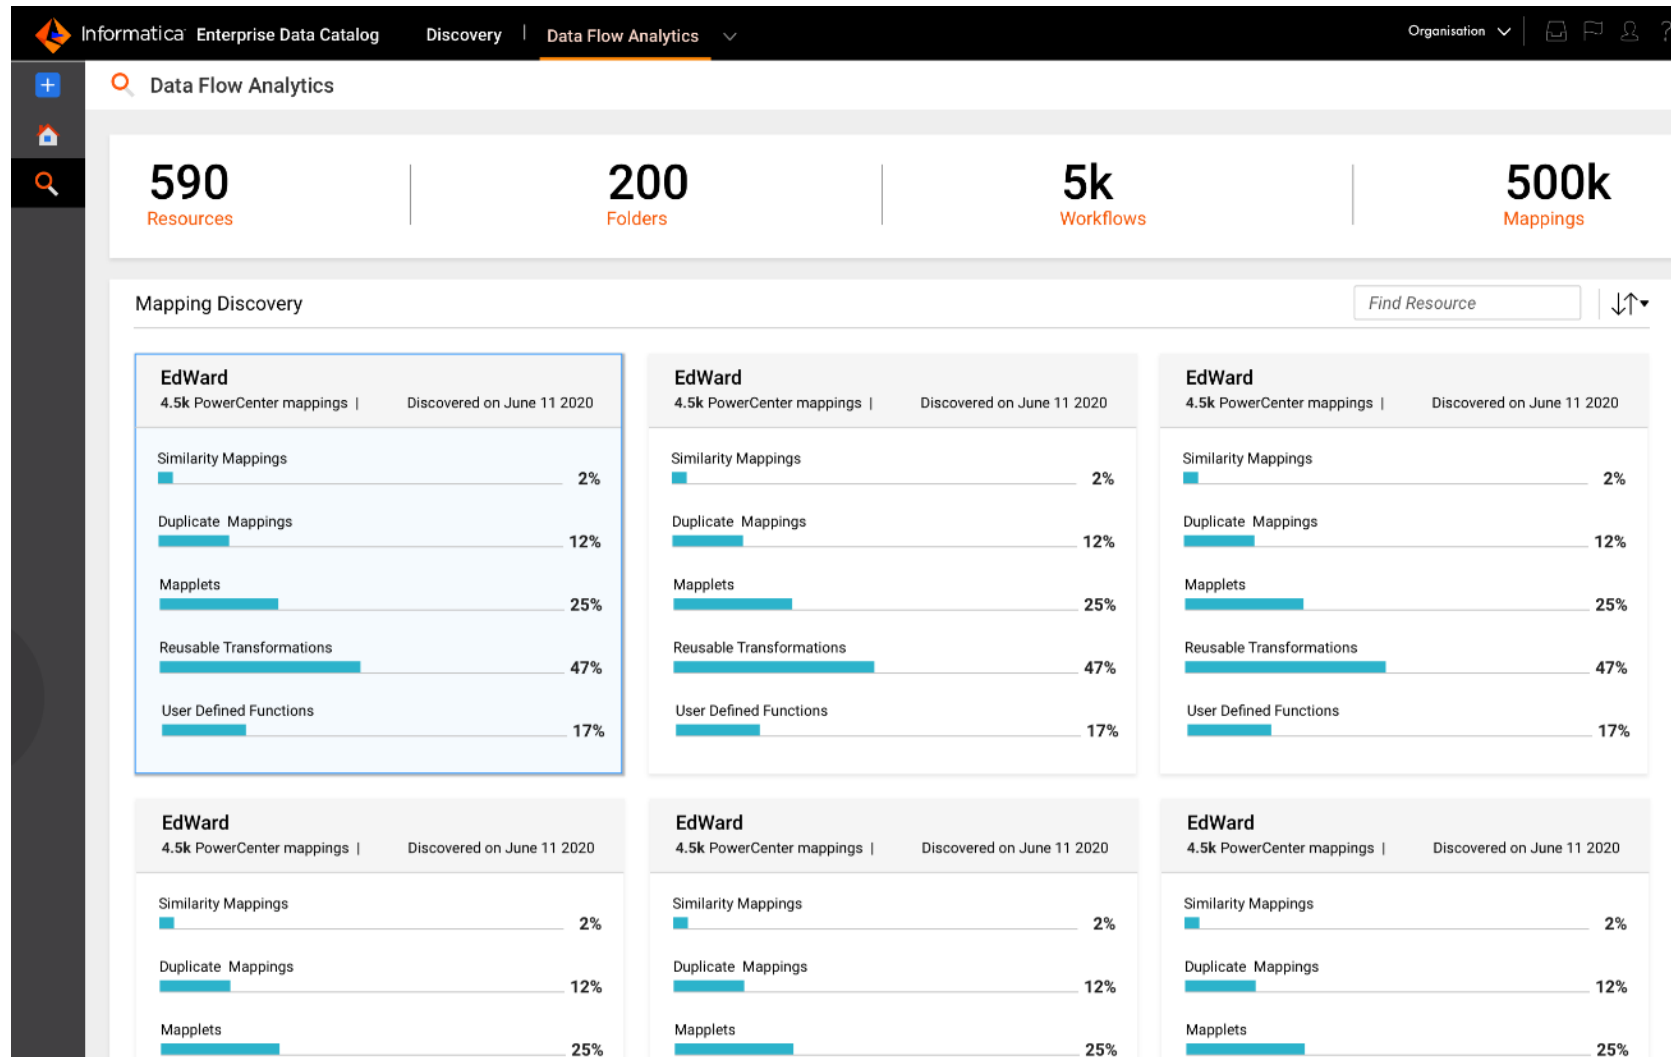 Informatica Enterprise Data Catalog Discovery | Data Flow Analytics Organisation ?
Data Flow Analytics
590 200 5k 500k
Resources Folders Workflows Mappings
Mapping Discovery Find Resource
EdWard
4.5k PowerCenter mappings | Discovered on June 11 2020
Similarity Mappings
2%
Duplicate Mappings
12%
Mapplets
25%
Reusable Transformations
47%
User Defined Functions
17%
EdWard
4.5k PowerCenter mappings | Discovered on June 11 2020
Similarity Mappings
2%
Duplicate Mappings
12%
Mapplets
25%
Reusable Transformations
47%
User Defined Functions
17%
EdWard
4.5k PowerCenter mappings | Discovered on June 11 2020
Similarity Mappings
2%
Duplicate Mappings
12%
Mapplets
25%
Reusable Transformations
47%
User Defined Functions
17%
EdWard
4.5k PowerCenter mappings | Discovered on June 11 2020
Similarity Mappings
2%
Duplicate Mappings
12%
Mapplets
25%
EdWard
4.5k PowerCenter mappings | Discovered on June 11 2020
Similarity Mappings
2%
Duplicate Mappings
12%
Mapplets
25%
EdWard
4.5k PowerCenter mappings | Discovered on June 11 2020
Similarity Mappings
2%
Duplicate Mappings
12%
Mapplets
25%